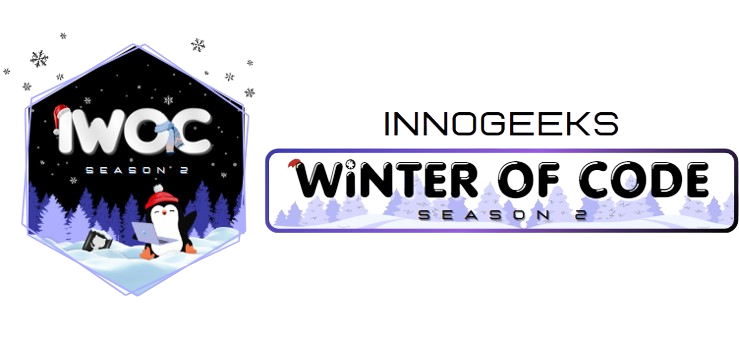 IWOC
SEASON 2
INNOGEEKS
WINTER OF CODE
SEASON 2